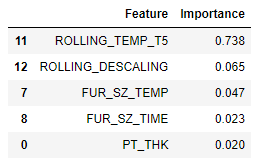 Feature Importance
11 ROLLING_TEMP_T5 0.738
12 ROLLING_DESCALING 0.065
7 FUR_SZ_TEMP 0.047
8 FUR_SZ_TIME 0.023
0 PT_THK 0.020